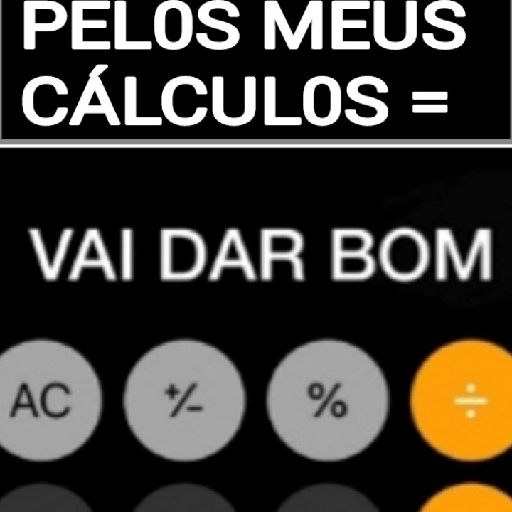 PELOS MEUS
CÁLCULOS =
VAI DAR BOM
AC +/- % ÷